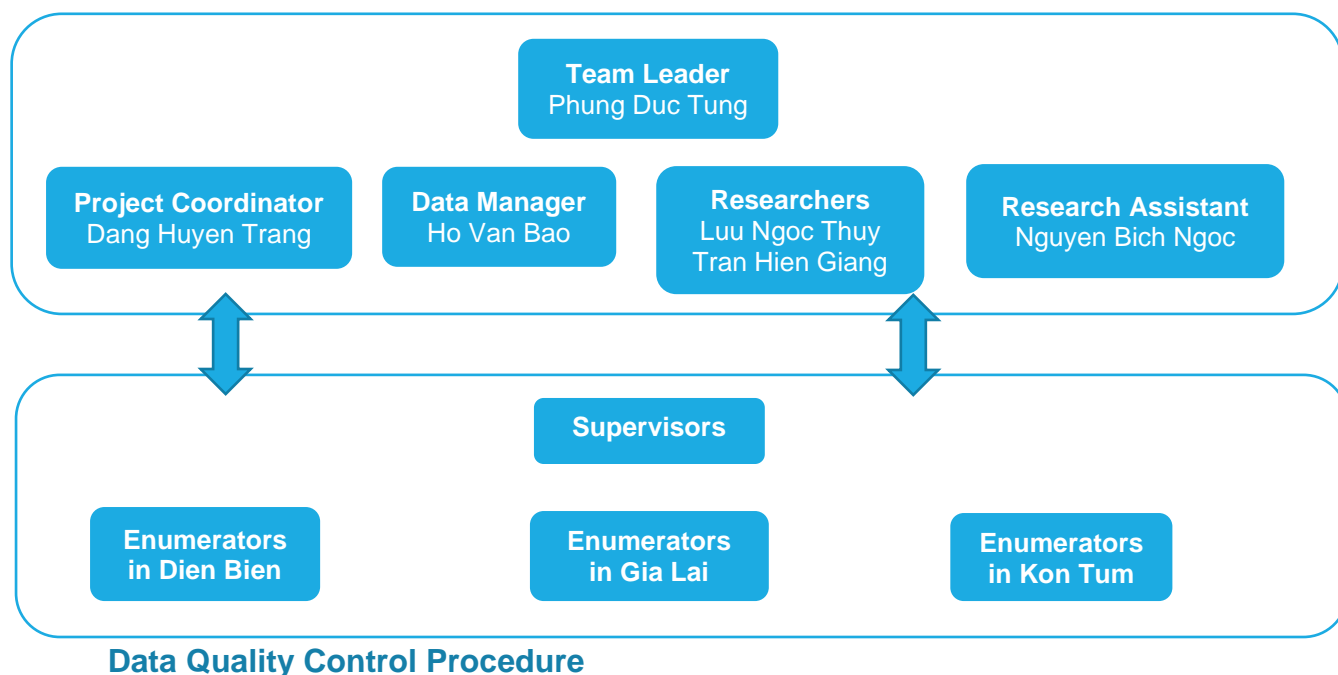 Team Leader
Phung Duc Tung
Project Coordinator
Dang Huyen Trang
Data Manager
Ho Van Bao
Researchers
Luu Ngoc Thuy
Tran Hien Giang
Research Assistant
Nguyen Bich Ngoc
Supervisors
Enumerators
in Dien Bien
Enumerators
in Gia Lai
Enumerators
in Kon Tum
Data Quality Control Procedure